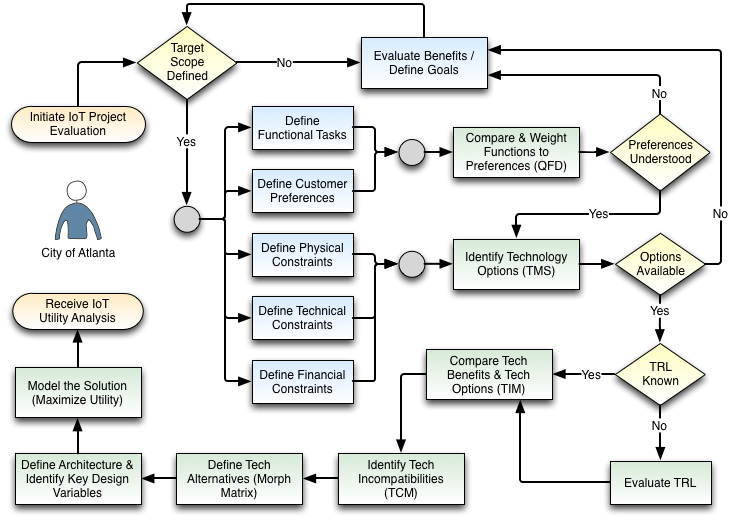 Target
Scope
Defined
No
Evaluate Benefits /
Define Goals
Initiate IoT Project
Evaluation
Yes
Define
Functional Tasks
Compare & Weight
Functions to
Preferences (QFD)
No
Preferences
Understood
Define Customer
Preferences
Yes
No
City of Atlanta
Define Physical
Constraints
Identify Technology
Options (TMS)
Options
Available
Receive IoT
Utility Analysis
Define Technical
Constraints
Yes
Define Financial
Constraints
Compare Tech
Benefits & Tech
Options (TIM)
Yes
TRL
Known
Model the Solution
(Maximize Utility)
No
Define Architecture &
Identify Key Design
Variables
Define Tech
Alternatives (Morph
Matrix)
Identify Tech
Incompatibilities
(TCM)
Evaluate TRL